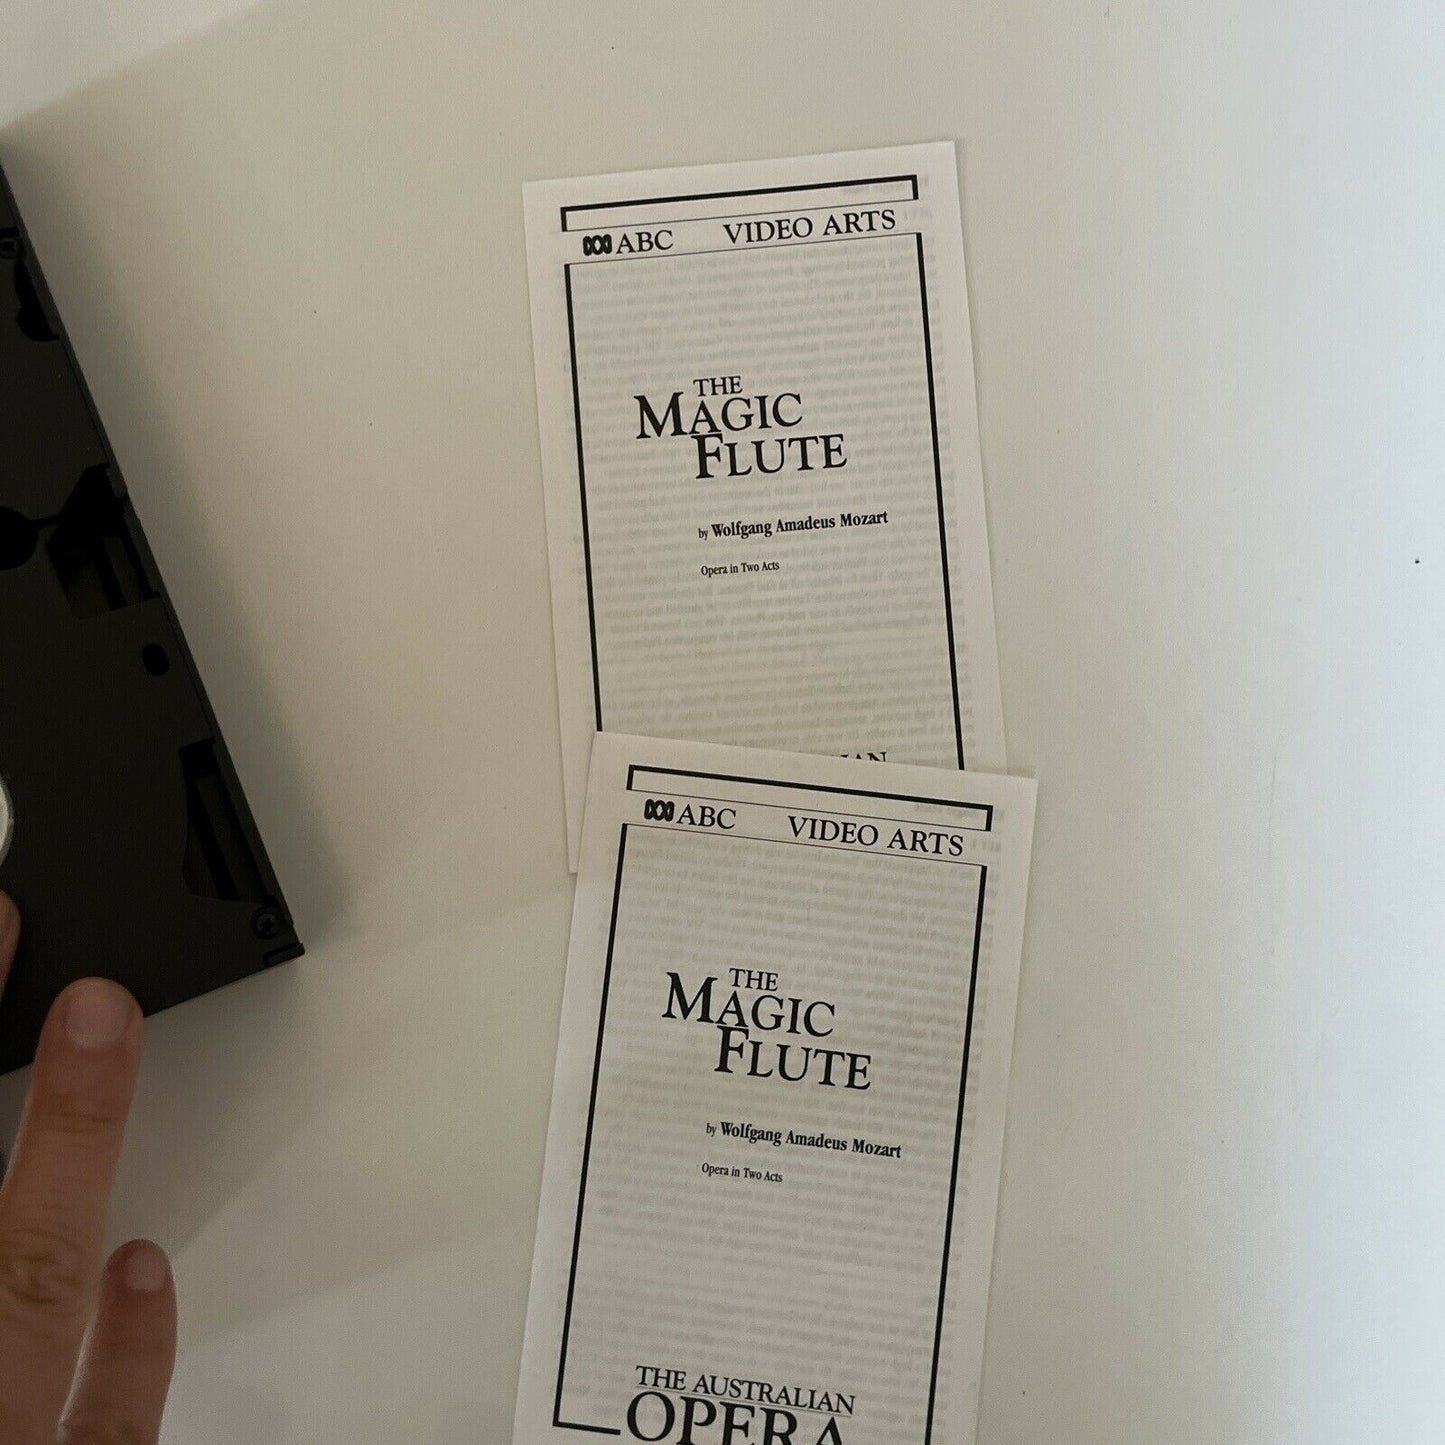 ABC VIDEO ARTS
THE
MAGIC
FLUTE
by Wolfgang Amadeus Mozart
Opera in Two Acts
ABC VIDEO ARTS
THE
MAGIC
FLUTE
by Wolfgang Amadeus Mozart
Opera in Two Acts
THE AUSTRALIAN
OPERA